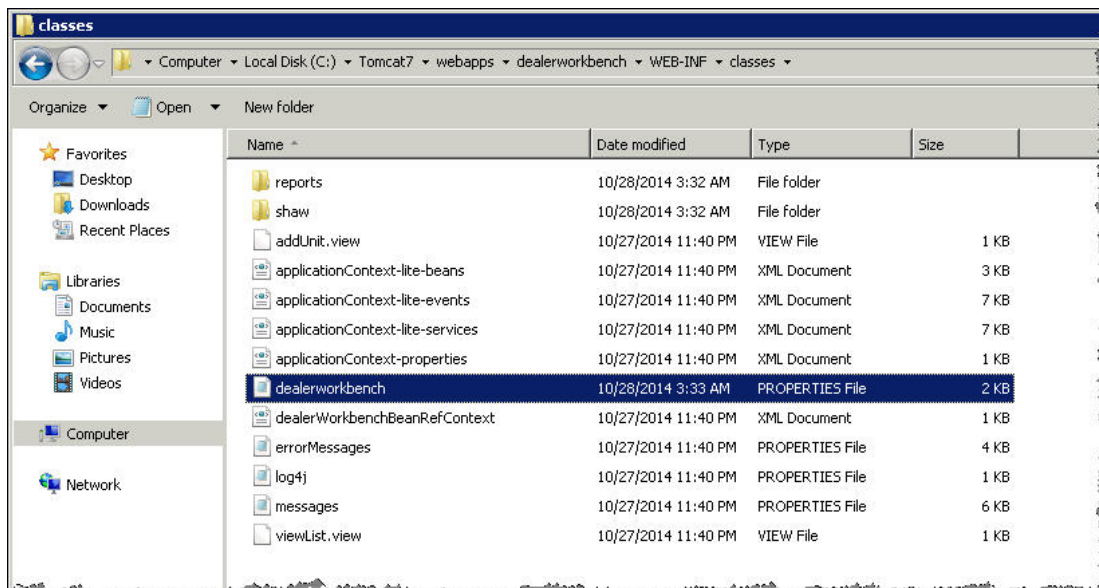 classes
Computer Local Disk (C:) Tomcat7 webapps dealerworkbench WEB-INF classes
Organize Open New folder
Favorites
Desktop
Downloads
Recent Places
Libraries
Documents
Music
Pictures
Videos
Computer
Network
Name Date modified Type Size
reports 10/28/2014 3:32 AM File folder
shaw 10/28/2014 3:32 AM File folder
addUnit.view 10/27/2014 11:40 PM VIEW File 1 KB
applicationContext-lite-beans 10/27/2014 11:40 PM XML Document 3 KB
applicationContext-lite-events 10/27/2014 11:40 PM XML Document 7 KB
applicationContext-lite-services 10/27/2014 11:40 PM XML Document 7 KB
applicationContext-properties 10/27/2014 11:40 PM XML Document 1 KB
dealerworkbench 10/28/2014 3:33 AM PROPERTIES File 2 KB
dealerWorkbenchBeanRefContext 10/27/2014 11:40 PM XML Document 1 KB
errorMessages 10/27/2014 11:40 PM PROPERTIES File 4 KB
log4j 10/27/2014 11:40 PM PROPERTIES File 1 KB
messages 10/27/2014 11:40 PM PROPERTIES File 6 KB
viewList.view 10/27/2014 11:40 PM VIEW File 1 KB